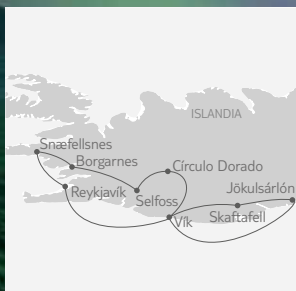 ISLANDIA
Snæfellsnes
Borgarnes
Círculo Dorado
Reykjavík
Selfoss
Jökulsárlón
Skaftafell
Vík